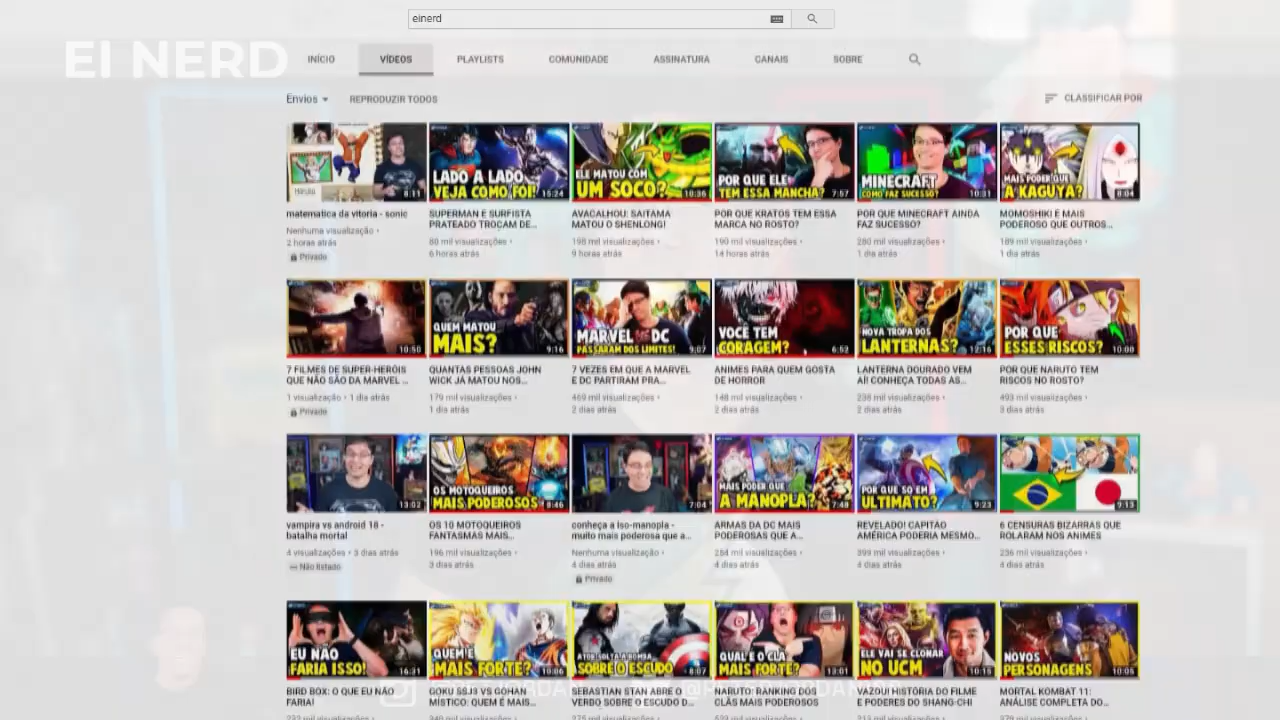 einerd
EI NERD
INÍCIO VÍDEOS PLAYLISTS COMUNIDADE ASSINATURA CANAIS SOBRE
Envios REPRODUZIR TODOS CLASSIFICAR POR
8:11
LADO A LADO
VEJA COMO FOI!
15:24
ELE MATOU COM
UM SOCO?
10:36
POR QUE ELE
TEM ESSA MANCHA?
7:57
MINECRAFT
COMO FAZ SUCESSO?
10:31
MAIS PODER QUE
A KAGUYA?
8:04
matematica da vitoria - sonic
Nenhuma visualização •
2 horas atrás
Privado
SUPERMAN E SURFISTA
PRATEADO TROCAM DE...
88 mil visualizações •
6 horas atrás
AVACALHOU: SAITAMA
MATOU O SHENLONG!
198 mil visualizações •
9 horas atrás
POR QUE KRATOS TEM ESSA
MARCA NO ROSTO?
190 mil visualizações •
14 horas atrás
POR QUE MINECRAFT AINDA
FAZ SUCESSO?
280 mil visualizações •
1 dia atrás
MOMOSHIKI E MAIS
PODEROSO QUE OUTROS...
189 mil visualizações •
1 dia atrás
10:50
QUEM MATOU
MAIS?
9:16
MARVEL E DC
PASSARAM DOS LIMITES!
9:07
VOCÊ TEM
CORAGEM?
6:52
NOVA TROPA DOS
LANTERNAS?
12:16
POR QUE
ESSES RISCOS?
10:00
7 FILMES DE SUPER-HERÓIS
QUE NÃO SÃO DA MARVEL ...
1 visualização • 1 dia atrás
Privado
QUANTAS PESSOAS JOHN
WICK JÁ MATOU NOS...
179 mil visualizações •
1 dia atrás
7 VEZES EM QUE A MARVEL
E DC PARTIRAM PRA...
469 mil visualizações •
2 dias atrás
ANIMES PARA QUEM GOSTA
DE HORROR
148 mil visualizações •
2 dias atrás
LANTERNA DOURADO VEM
AÍ! CONHEÇA TODAS AS...
238 mil visualizações •
2 dias atrás
POR QUE NARUTO TEM
RISCOS NO ROSTO?
493 mil visualizações •
3 dias atrás
13:02
OS MOTOQUEIROS
MAIS PODEROSOS
8:46
7:04
MAIS PODER QUE
A MANOPLA?
7:48
POR QUE SO EM
ULTIMATO?
9:23
9:13
vampira vs android 18 -
batalha mortal
4 visualizações • 3 dias atrás
Não listado
OS 10 MOTOQUEIROS
FANTASMAS MAIS...
196 mil visualizações •
3 dias atrás
conheça a iso-manopla -
muito mais poderosa que a...
Nenhuma visualização •
4 dias atrás
Privado
ARMAS DA DC MAIS
PODEROSAS QUE A...
284 mil visualizações •
4 dias atrás
REVELADO! CAPITÃO
AMÉRICA PODERIA MESMO...
399 mil visualizações •
4 dias atrás
6 CENSURAS BIZARRAS QUE
ROLARAM NOS ANIMES
236 mil visualizações •
4 dias atrás
EU NÃO
FARIA ISSO!
16:31
QUEM É
MAIS FORTE?
10:06
ATOR SOLTA A BOMBA
SOBRE O ESCUDO
8:07
QUAL É O CLÃ
MAIS FORTE?
13:01
ELE VAI SE CLONAR
NO UCM
10:15
NOVOS
PERSONAGENS
10:05
BIRD BOX: O QUE EU NÃO
FARIA!
GOKU SSJ3 VS GOHAN
MÍSTICO: QUEM É MAIS...
SEBASTIAN STAN ABRE O
VERBO SOBRE O ESCUDO D...
NARUTO: RANKING DOS
CLÃS MAIS PODEROSOS
VAZOU! HISTÓRIA DO FILME
E PODERES DO SHANG-CHI
MORTAL KOMBAT 11:
ANÁLISE COMPLETA DO...